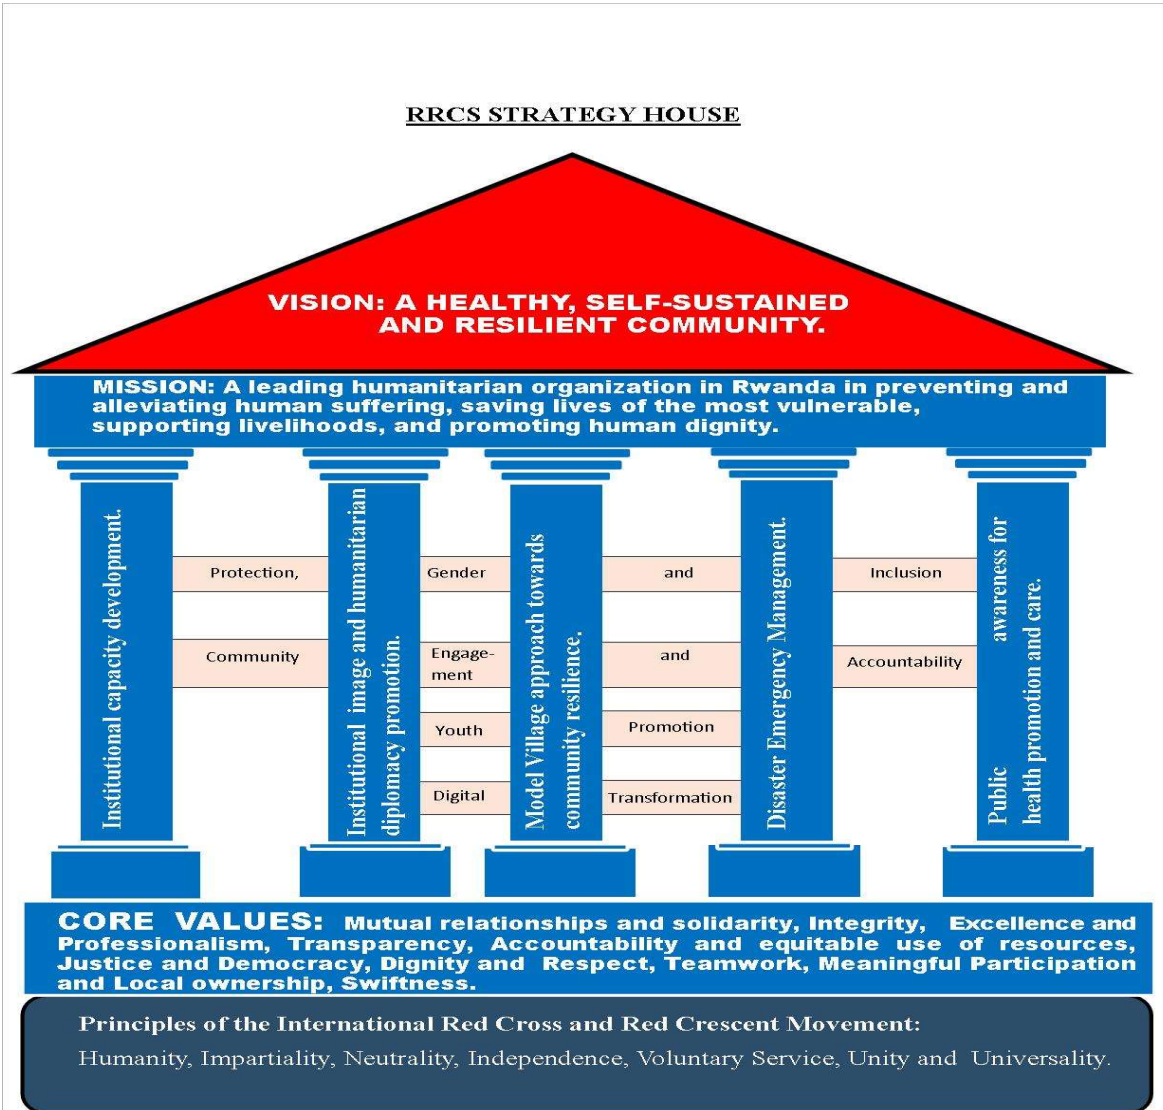 RRCS STRATEGY HOUSE
VISION: A HEALTHY, SELF-SUSTAINED
AND RESILIENT COMMUNITY.
MISSION: A leading humanitarian organization in Rwanda in preventing and
alleviating human suffering, saving lives of the most vulnerable,
supporting livelihoods, and promoting human dignity.
Institutional capacity development.
Institutional image and humanitarian
diplomacy promotion.
Model Village approach towards
community resilience.
Disaster Emergency Management.
Public awareness for
health promotion and care.
Protection, Gender and Inclusion
Community Engage-
ment and Accountability
Youth Promotion
Digital Transformation
CORE VALUES: Mutual relationships and solidarity, Integrity, Excellence and
Professionalism, Transparency, Accountability and equitable use of resources,
Justice and Democracy, Dignity and Respect, Teamwork, Meaningful Participation
and Local ownership, Swiftness.
Principles of the International Red Cross and Red Crescent Movement:
Humanity, Impartiality, Neutrality, Independence, Voluntary Service, Unity and Universality.